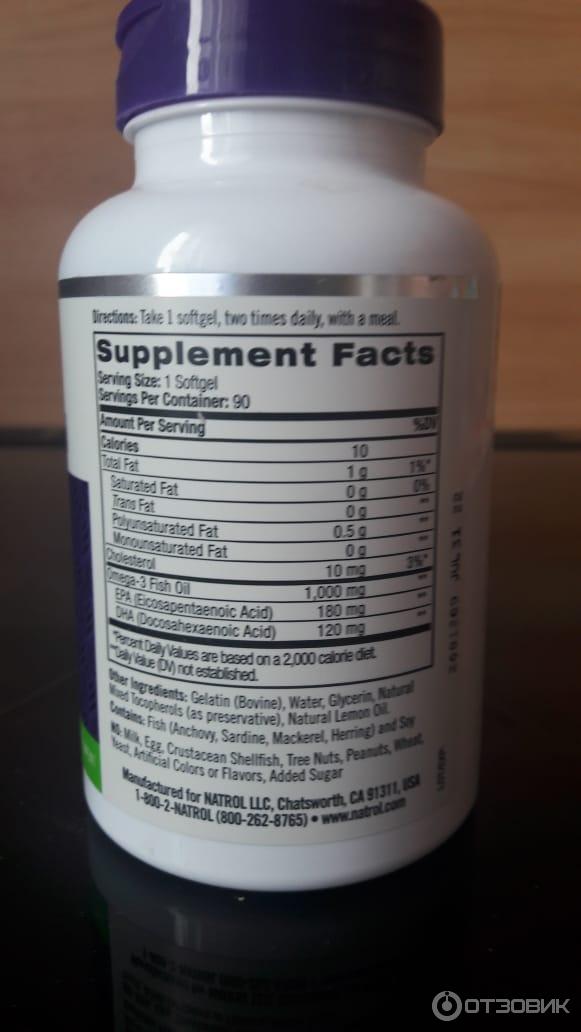 Directions: Take 1 softgel, two times daily, with a meal.
Supplement Facts
Serving Size: 1 Softgel
Servings Per Container: 90
Amount Per Serving %DV
Calories 10
Total Fat 1 g 1%*
Saturated Fat 0 g 0%
Trans Fat 0 g **
Polyunsaturated Fat 0.5 g **
Monounsaturated Fat 0 g **
Cholesterol 10 mg 3%*
Omega-3 Fish Oil 1,000 mg **
EPA (Eicosapentaenoic Acid) 180 mg **
DHA (Docosahexaenoic Acid) 120 mg **
*Percent Daily Values are based on a 2,000 calorie diet.
**Daily Value (DV) not established.
Other Ingredients: Gelatin (Bovine), Water, Glycerin, Natural
Mixed Tocopherols (as preservative), Natural Lemon Oil.
Contains: Fish (Anchovy, Sardine, Mackerel, Herring) and Soy
NO: Milk, Egg, Crustacean Shellfish, Tree Nuts, Peanuts, Wheat,
Yeast, Artificial Colors or Flavors, Added Sugar
Manufactured for NATROL LLC, Chatsworth, CA 91311, USA
1-800-2-NATROL (800-262-8765) • www.natrol.com
JUL 31 22
ОТЗОВИК